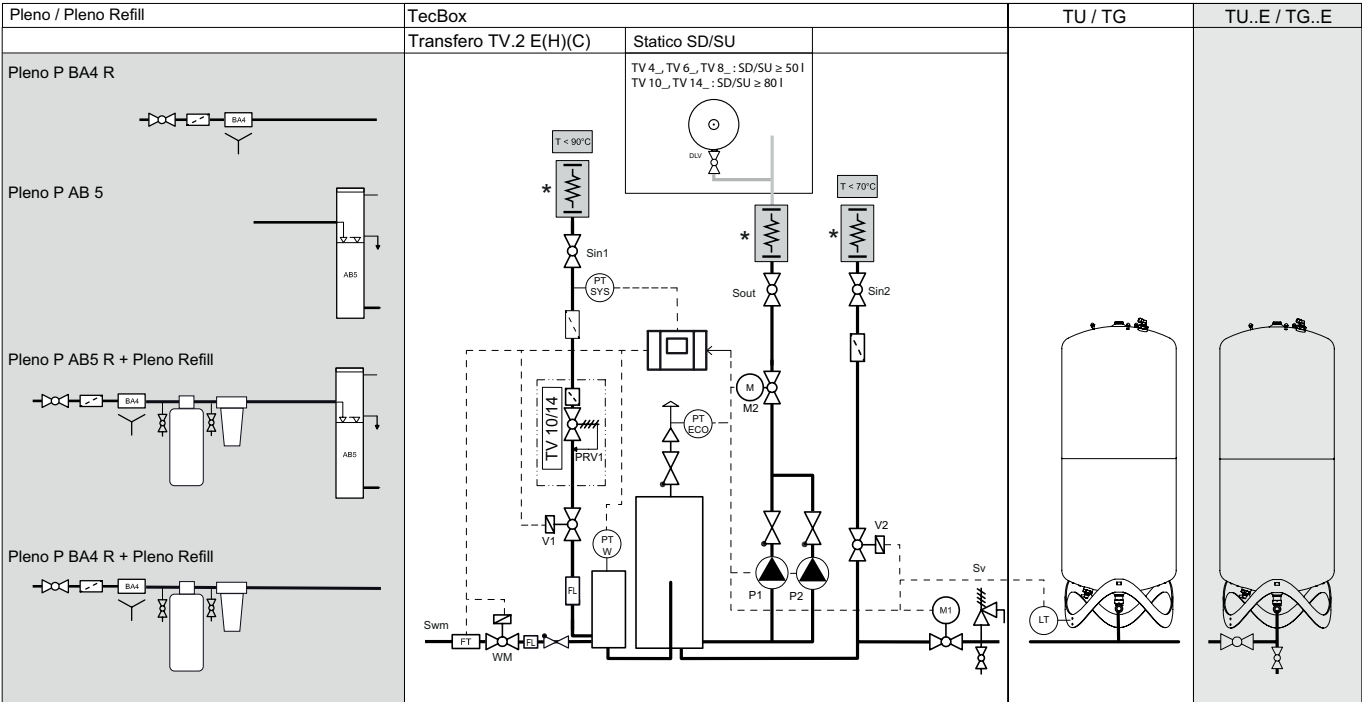 Pleno / Pleno Refill
TecBox
TU / TG
TU..E / TG..E
Transfero TV.2 E(H)(C)
Statico SD/SU
Pleno P BA4 R
BA4
Pleno P AB 5
AB5
Pleno P AB5 R + Pleno Refill
BA4
AB5
Pleno P BA4 R + Pleno Refill
BA4
TV 4_, TV 6_, TV 8_ : SD/SU ≥ 50 l
TV 10_, TV 14_ : SD/SU ≥ 80 l
DLV
T < 90°C
*
Sin1
PT
SYS
T < 70°C
*
*
Sout
Sin2
M
M2
TV 10/14
PRV1
PT
ECO
V1
PT
W
FL
V2
P1
P2
Swm
FT
WM
FL
M1
Sv
LT